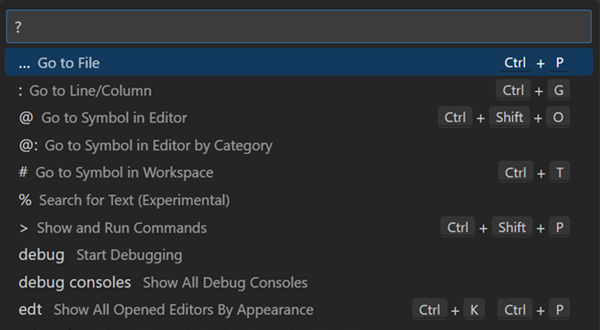 ?
... Go to File Ctrl + P
: Go to Line/Column Ctrl + G
@ Go to Symbol in Editor Ctrl + Shift + O
@: Go to Symbol in Editor by Category
# Go to Symbol in Workspace Ctrl + T
% Search for Text (Experimental)
> Show and Run Commands Ctrl + Shift + P
debug Start Debugging
debug consoles Show All Debug Consoles
edt Show All Opened Editors By Appearance Ctrl + K Ctrl + P